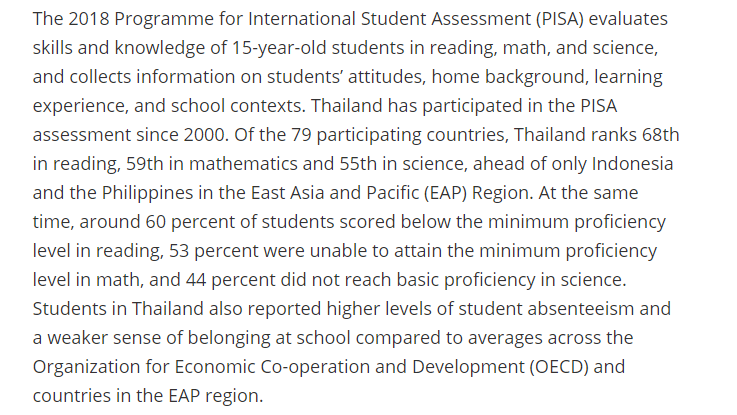 The 2018 Programme for International Student Assessment (PISA) evaluates
skills and knowledge of 15-year-old students in reading, math, and science,
and collects information on students’ attitudes, home background, learning
experience, and school contexts. Thailand has participated in the PISA
assessment since 2000. Of the 79 participating countries, Thailand ranks 68th
in reading, 59th in mathematics and 55th in science, ahead of only Indonesia
and the Philippines in the East Asia and Pacific (EAP) Region. At the same
time, around 60 percent of students scored below the minimum proficiency
level in reading, 53 percent were unable to attain the minimum proficiency
level in math, and 44 percent did not reach basic proficiency in science.
Students in Thailand also reported higher levels of student absenteeism and
a weaker sense of belonging at school compared to averages across the
Organization for Economic Co-operation and Development (OECD) and
countries in the EAP region.